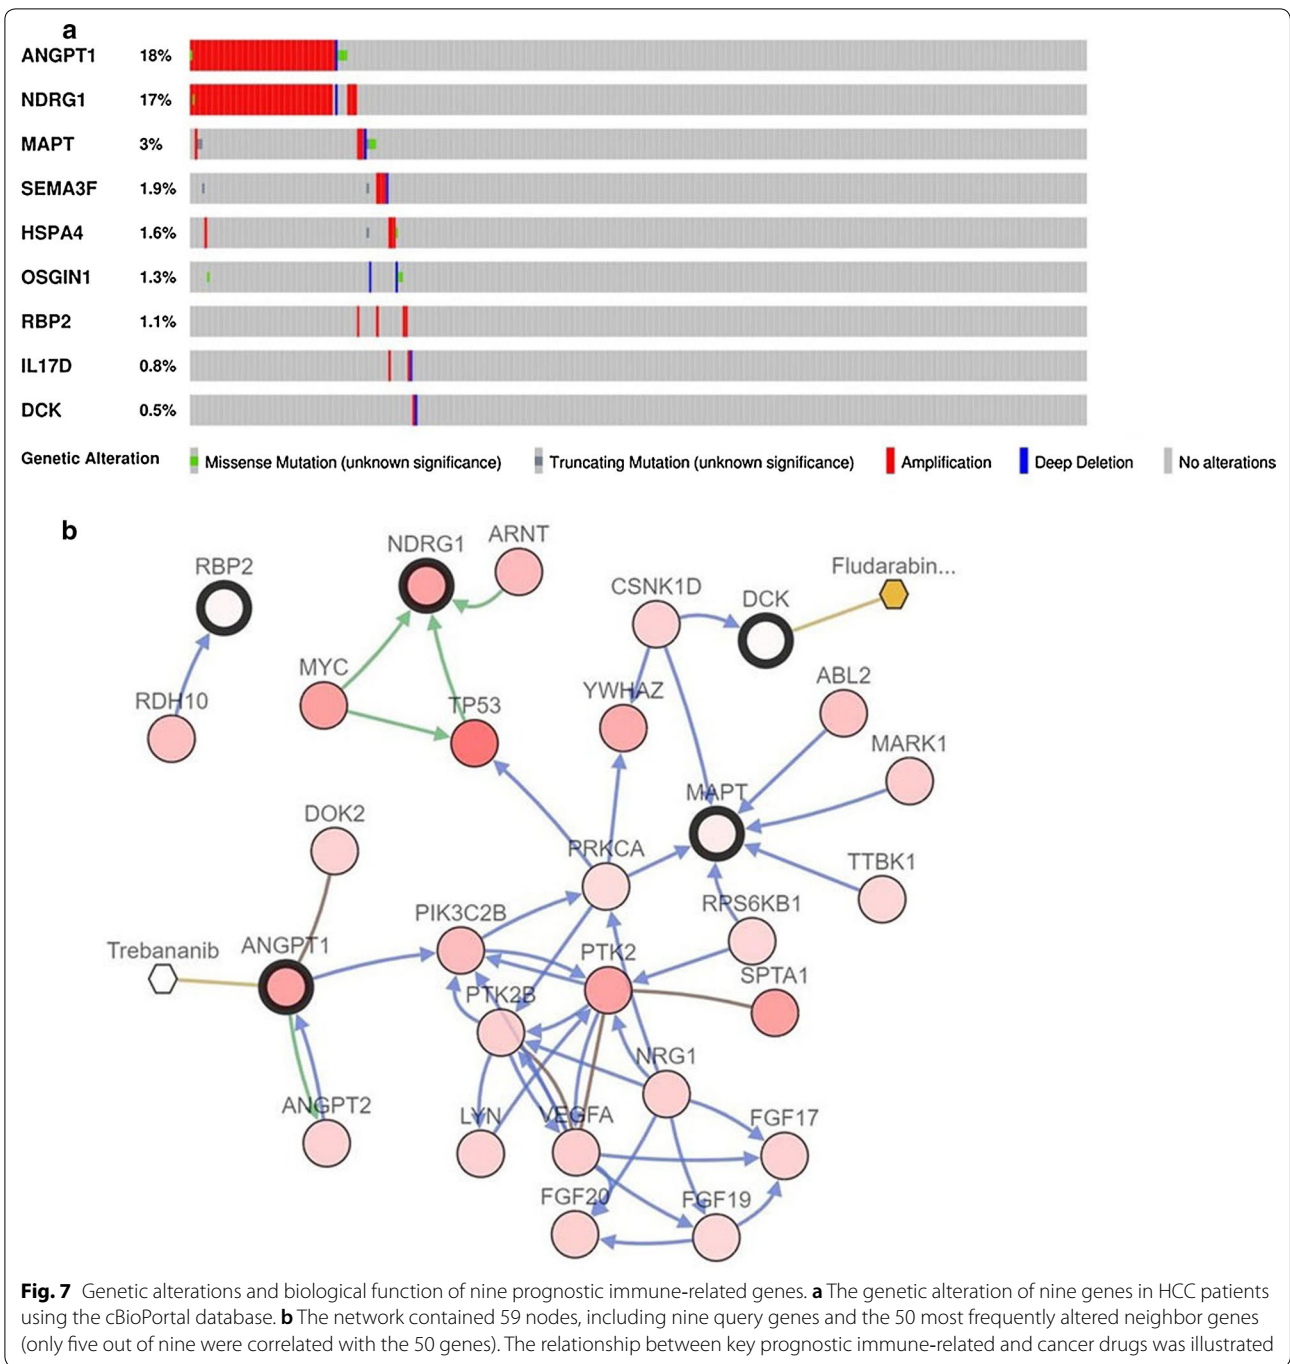 a
ANGPT1 18%
NDRG1 17%
MAPT 3%
SEMA3F 1.9%
HSPA4 1.6%
OSGIN1 1.3%
RBP2 1.1%
IL17D 0.8%
DCK 0.5%
Genetic Alteration Missense Mutation (unknown significance) Truncating Mutation (unknown significance) Amplification Deep Deletion No alterations
b
RBP2
NDRG1
ARNT
CSNK1D
DCK
Fludarabin...
RDH10
MYC
TP53
YWHAZ
ABL2
MARK1
MAPT
DOK2
PRKCA
TTBK1
RPS6KB1
PIK3C2B
Trebananib
ANGPT1
PTK2
SPTA1
PTK2B
NRG1
ANGPT2
LYN
VEGFA
FGF17
FGF20
FGF19
Fig. 7 Genetic alterations and biological function of nine prognostic immune-related genes. a The genetic alteration of nine genes in HCC patients
using the cBioPortal database. b The network contained 59 nodes, including nine query genes and the 50 most frequently altered neighbor genes
(only five out of nine were correlated with the 50 genes). The relationship between key prognostic immune-related and cancer drugs was illustrated